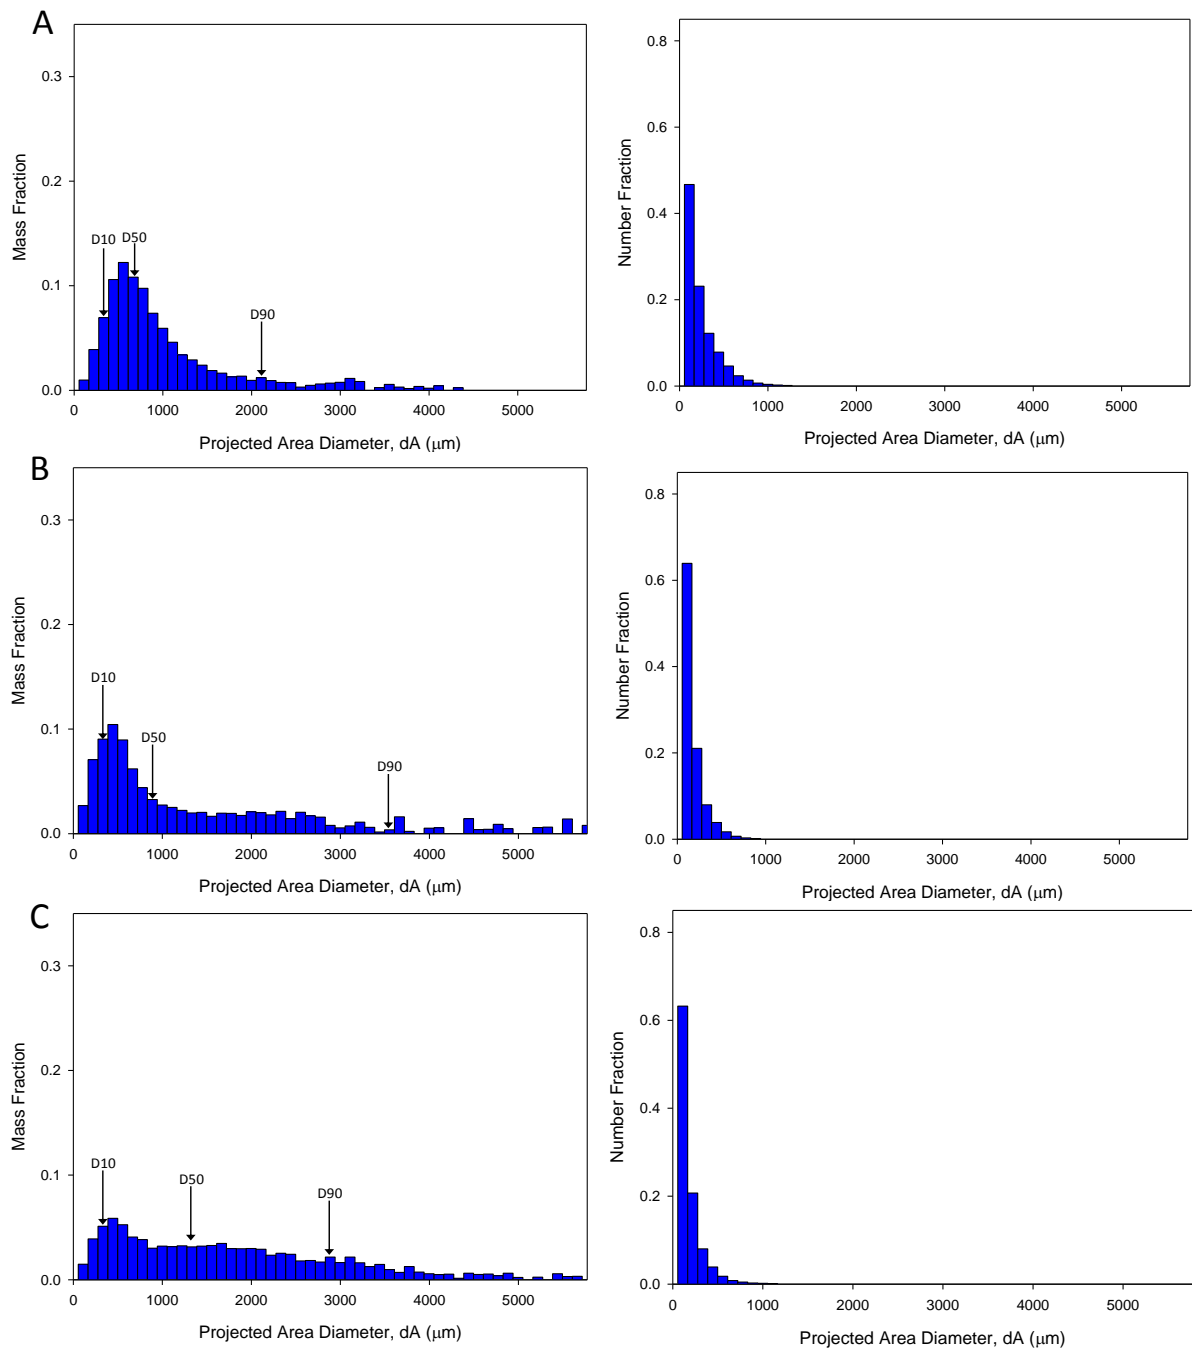 A
0.3
0.2
0.1
0.0
Mass Fraction
D10
D50
D90
0 1000 2000 3000 4000 5000
Projected Area Diameter, dA (μm)
0.8
0.6
0.4
0.2
0.0
Number Fraction
0 1000 2000 3000 4000 5000
Projected Area Diameter, dA (μm)
B
0.3
0.2
0.1
0.0
Mass Fraction
D10
D50
D90
0 1000 2000 3000 4000 5000
Projected Area Diameter, dA (μm)
0.8
0.6
0.4
0.2
0.0
Number Fraction
0 1000 2000 3000 4000 5000
Projected Area Diameter, dA (μm)
C
0.3
0.2
0.1
0.0
Mass Fraction
D10
D50
D90
0 1000 2000 3000 4000 5000
Projected Area Diameter, dA (μm)
0.8
0.6
0.4
0.2
0.0
Number Fraction
0 1000 2000 3000 4000 5000
Projected Area Diameter, dA (μm)